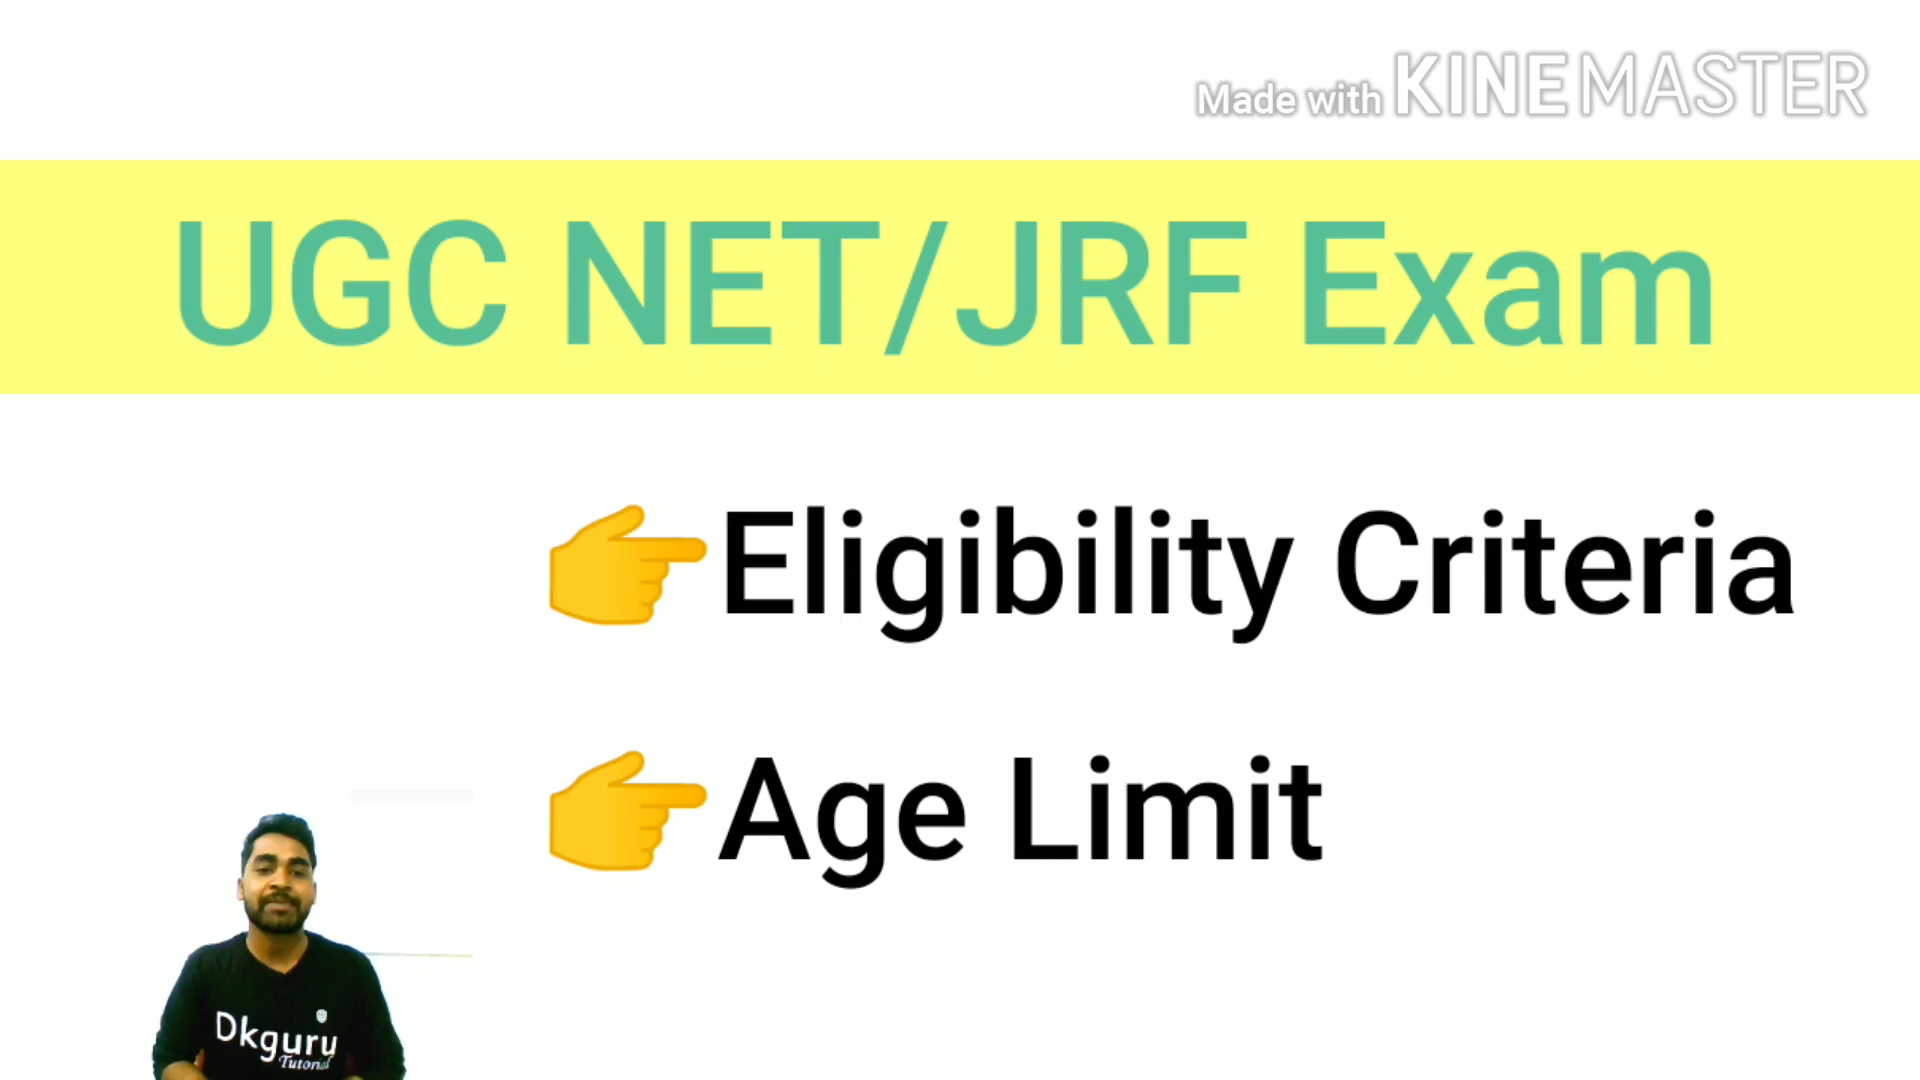 Made with KINEMASTER
UGC NET/JRF Exam
👉Eligibility Criteria
👉Age Limit
Dkguru
Tutorial